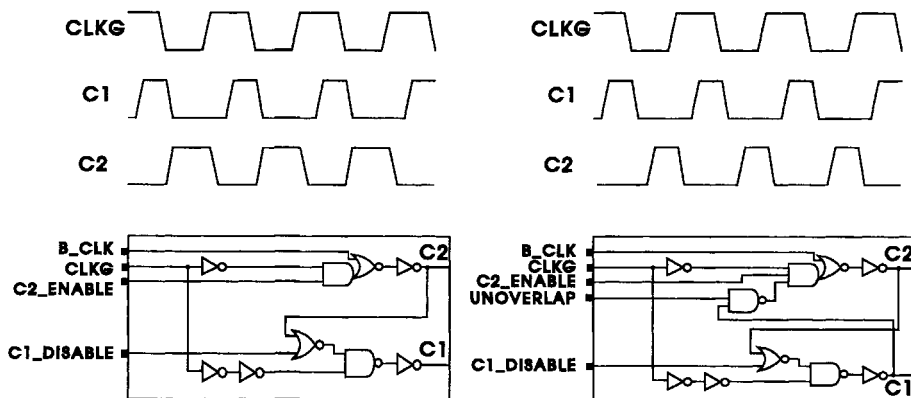 CLKG
C1
C2
B_CLK
CLKG
C2_ENABLE
C1_DISABLE
C2
C1
CLKG
C1
C2
B_CLK
CLKG
C2_ENABLE
UNOVERLAP
C1_DISABLE
C2
C1